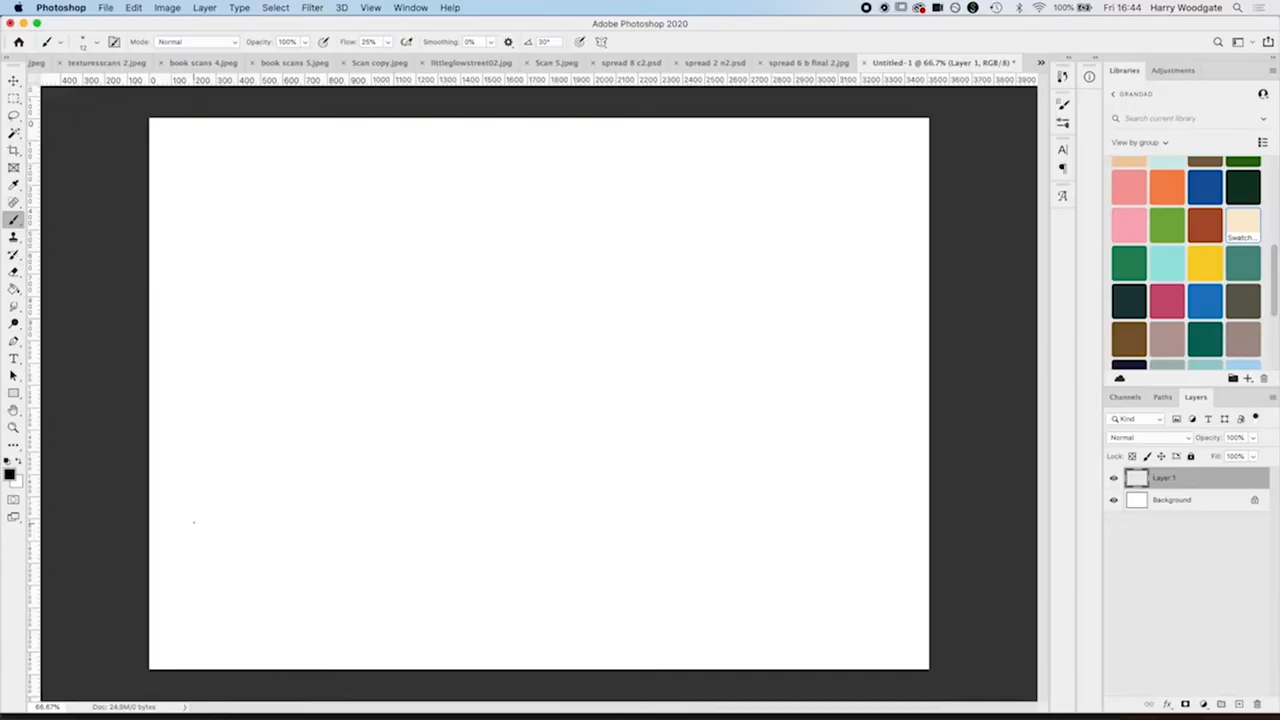 Photoshop File Edit Image Layer Type Select Filter 3D View Window Help 100% Fri 16:44 Harry Woodgate
Adobe Photoshop 2020
12 Mode: Normal Opacity: 100% Flow: 25% Smoothing: 0% 30°
.jpeg × texturesscans 2.jpeg × book scans 4.jpeg × book scans 5.jpeg × Scan copy.jpeg × littleglowstreet02.jpg × Scan 5.jpeg × spread 8 c2.psd × spread 2 n2.psd × spread 6 b final 2.jpg × Untitled-1 @ 66.7% (Layer 1, RGB/8) *
400 300 200 100 0 100 200 300 400 500 600 700 800 900 1000 1100 1200 1300 1400 1500 1600 1700 1800 1900 2000 2100 2200 2300 2400 2500 2600 2700 2800 2900 3000 3100 3200 3300 3400 3500 3600 3700 3800 3900
Libraries Adjustments
GRANDAD
Search current library
View by group
Swatch...
Channels Paths Layers
Kind
Normal Opacity: 100%
Lock: Fill: 100%
Layer 1
Background
66.67% Doc: 24.9M/0 bytes